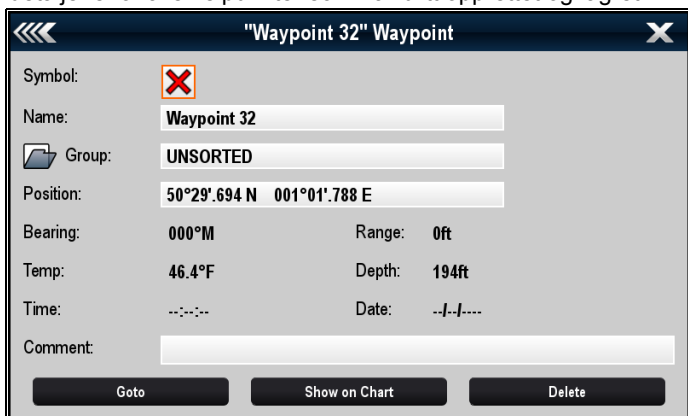 "Waypoint 32" Waypoint
Symbol:
Name: Waypoint 32
Group: UNSORTED
Position: 50°29'.694 N 001°01'.788 E
Bearing: 000°M Range: 0ft
Temp: 46.4°F Depth: 194ft
Time: --:--:-- Date: --/--/----
Comment:
Goto Show on Chart Delete